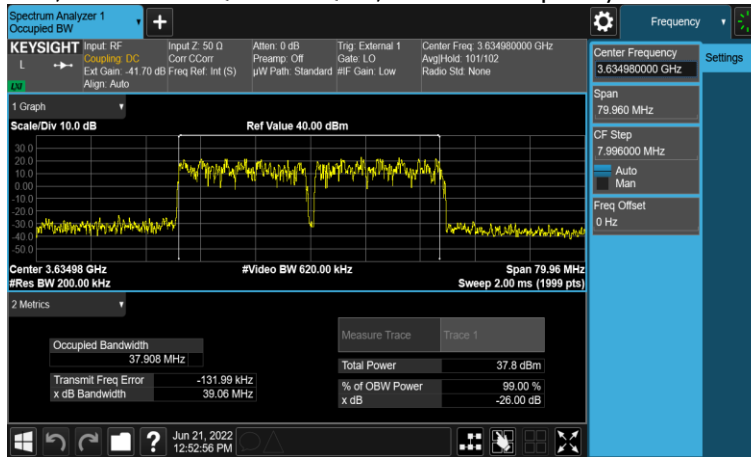 Spectrum Analyzer 1
Occupied BW
Frequency
KEYSIGHT
L
LXI
Input: RF
Coupling: DC
Ext Gain: -41.70 dB
Align: Auto
Input Z: 50 Ω
Corr CCorr
Freq Ref: Int (S)
Atten: 0 dB
Preamp: Off
µW Path: Standard
Trig: External 1
Gate: LO
#IF Gain: Low
Center Freq: 3.634980000 GHz
Avg|Hold: 101/102
Radio Std: None
1 Graph
Scale/Div 10.0 dB
Ref Value 40.00 dBm
30.0
20.0
10.0
0.00
-10.0
-20.0
-30.0
-40.0
-50.0
Center 3.63498 GHz
#Video BW 620.00 kHz
Span 79.96 MHz
#Res BW 200.00 kHz
Sweep 2.00 ms (1999 pts)
2 Metrics
Occupied Bandwidth
37.908 MHz
Transmit Freq Error -131.99 kHz
x dB Bandwidth 39.06 MHz
Measure Trace Trace 1
Total Power 37.8 dBm
% of OBW Power 99.00 %
x dB -26.00 dB
Jun 21, 2022
12:52:56 PM
Center Frequency
3.634980000 GHz
Settings
Span
79.960 MHz
CF Step
7.996000 MHz
Auto
Man
Freq Offset
0 Hz